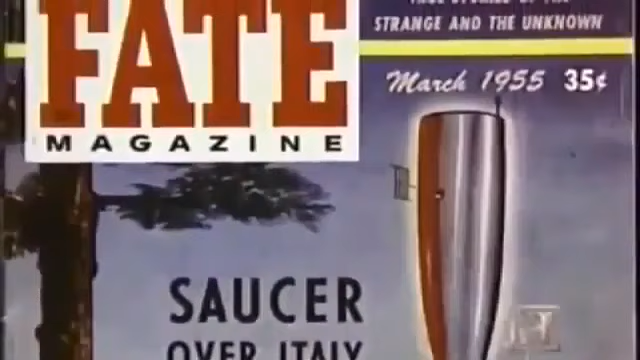 FATE
MAGAZINE
STRANGE AND THE UNKNOWN
March 1955 35¢
SAUCER
OVER ITALY